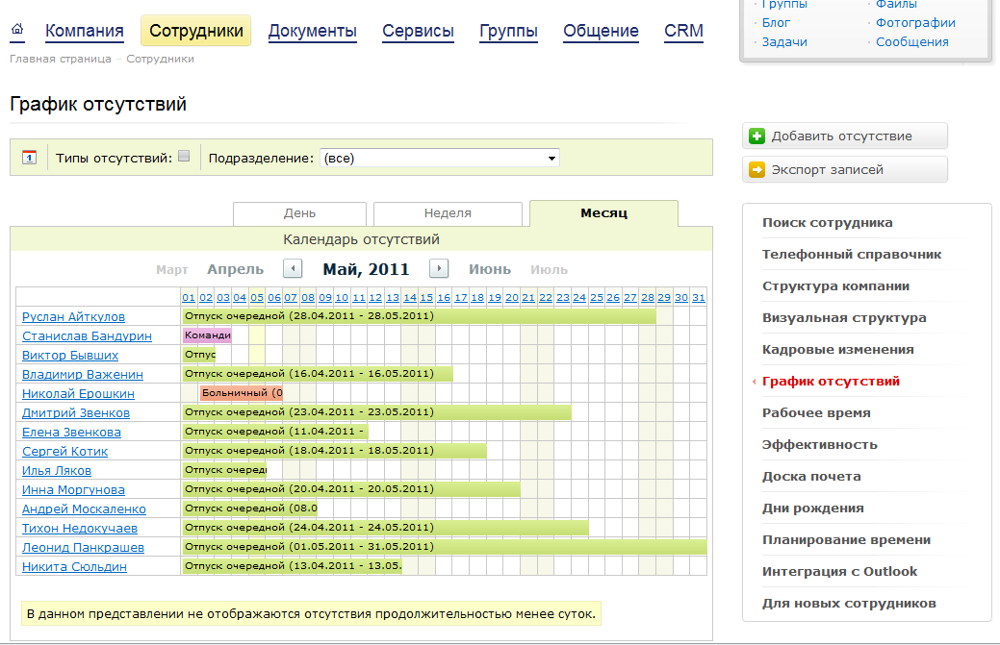 Компания Сотрудники Документы Сервисы Группы Общение CRM
Главная страница – Сотрудники
· Группы · Файлы
· Блог · Фотографии
· Задачи · Сообщения
График отсутствий
1 Типы отсутствий: Подразделение: (все)
День Неделя Месяц
Календарь отсутствий
Март Апрель Май, 2011 Июнь Июль
01 02 03 04 05 06 07 08 09 10 11 12 13 14 15 16 17 18 19 20 21 22 23 24 25 26 27 28 29 30 31
Руслан Айткулов Отпуск очередной (28.04.2011 - 28.05.2011)
Станислав Бандурин Команди
Виктор Бывших Отпус
Владимир Важенин Отпуск очередной (16.04.2011 - 16.05.2011)
Николай Ерошкин Больничный (0
Дмитрий Звенков Отпуск очередной (23.04.2011 - 23.05.2011)
Елена Звенкова Отпуск очередной (11.04.2011 -
Сергей Котик Отпуск очередной (18.04.2011 - 18.05.2011)
Илья Ляков Отпуск очеред
Инна Моргунова Отпуск очередной (20.04.2011 - 20.05.2011)
Андрей Москаленко Отпуск очередной (08.0
Тихон Недокучаев Отпуск очередной (24.04.2011 - 24.05.2011)
Леонид Панкрашев Отпуск очередной (01.05.2011 - 31.05.2011)
Никита Сюльдин Отпуск очередной (13.04.2011 - 13.05.
В данном представлении не отображаются отсутствия продолжительностью менее суток.
Добавить отсутствие
Экспорт записей
Поиск сотрудника
Телефонный справочник
Структура компании
Визуальная структура
Кадровые изменения
График отсутствий
Рабочее время
Эффективность
Доска почета
Дни рождения
Планирование времени
Интеграция с Outlook
Для новых сотрудников